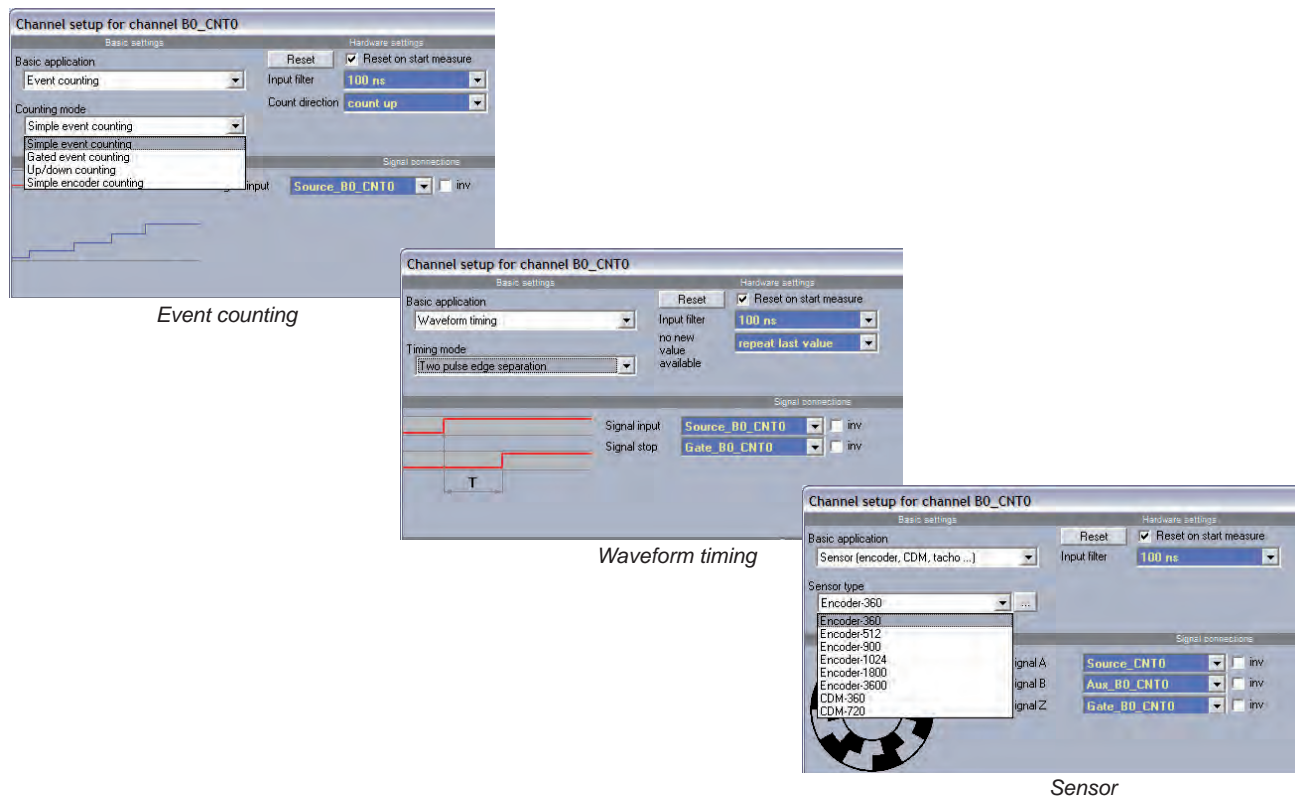 Channel setup for channel B0_CNT0
Basic settings
Hardware settings
Basic application
Reset
Reset on start measure
Event counting
Input filter
100 ns
Counting mode
Count direction
count up
Simple event counting
Simple event counting
Gated event counting
Up/down counting
Simple encoder counting
Signal connections
input
Source_B0_CNT0
inv
Event counting
Channel setup for channel B0_CNT0
Basic settings
Hardware settings
Basic application
Reset
Reset on start measure
Waveform timing
Input filter
100 ns
Timing mode
no new
value
available
repeat last value
Two pulse edge separation
Signal connections
Signal input
Source_B0_CNT0
inv
Signal stop
Gate_B0_CNT0
inv
T
Waveform timing
Channel setup for channel B0_CNT0
Basic settings
Hardware settings
Basic application
Reset
Reset on start measure
Sensor (encoder, CDM, tacho ...)
Input filter
100 ns
Sensor type
Encoder-360
...
Encoder-360
Encoder-512
Encoder-900
Encoder-1024
Encoder-1800
Encoder-3600
CDM-360
CDM-720
Signal connections
ignal A
Source_CNT0
inv
ignal B
Aux_B0_CNT0
inv
ignal Z
Gate_B0_CNT0
inv
Sensor